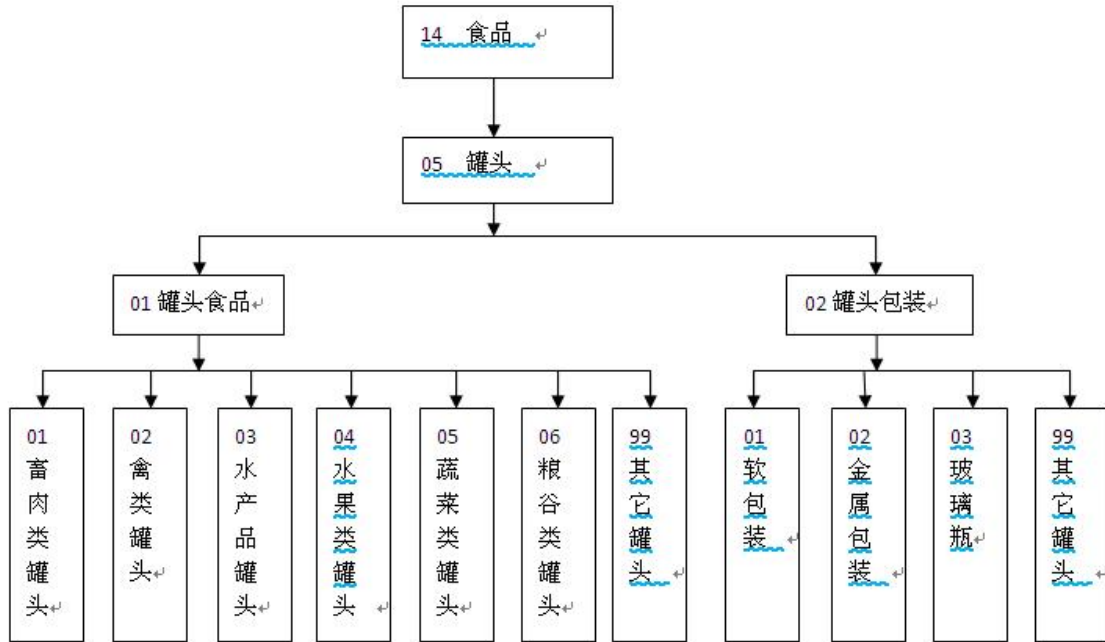 14 食品
05 罐头
01 罐头食品
02 罐头包装
01 畜肉类罐头
02 禽类罐头
03 水产品罐头
04 水果类罐头
05 蔬菜类罐头
06 粮谷类罐头
99 其它罐头
01 软包装
02 金属包装
03 玻璃瓶
99 其它罐头